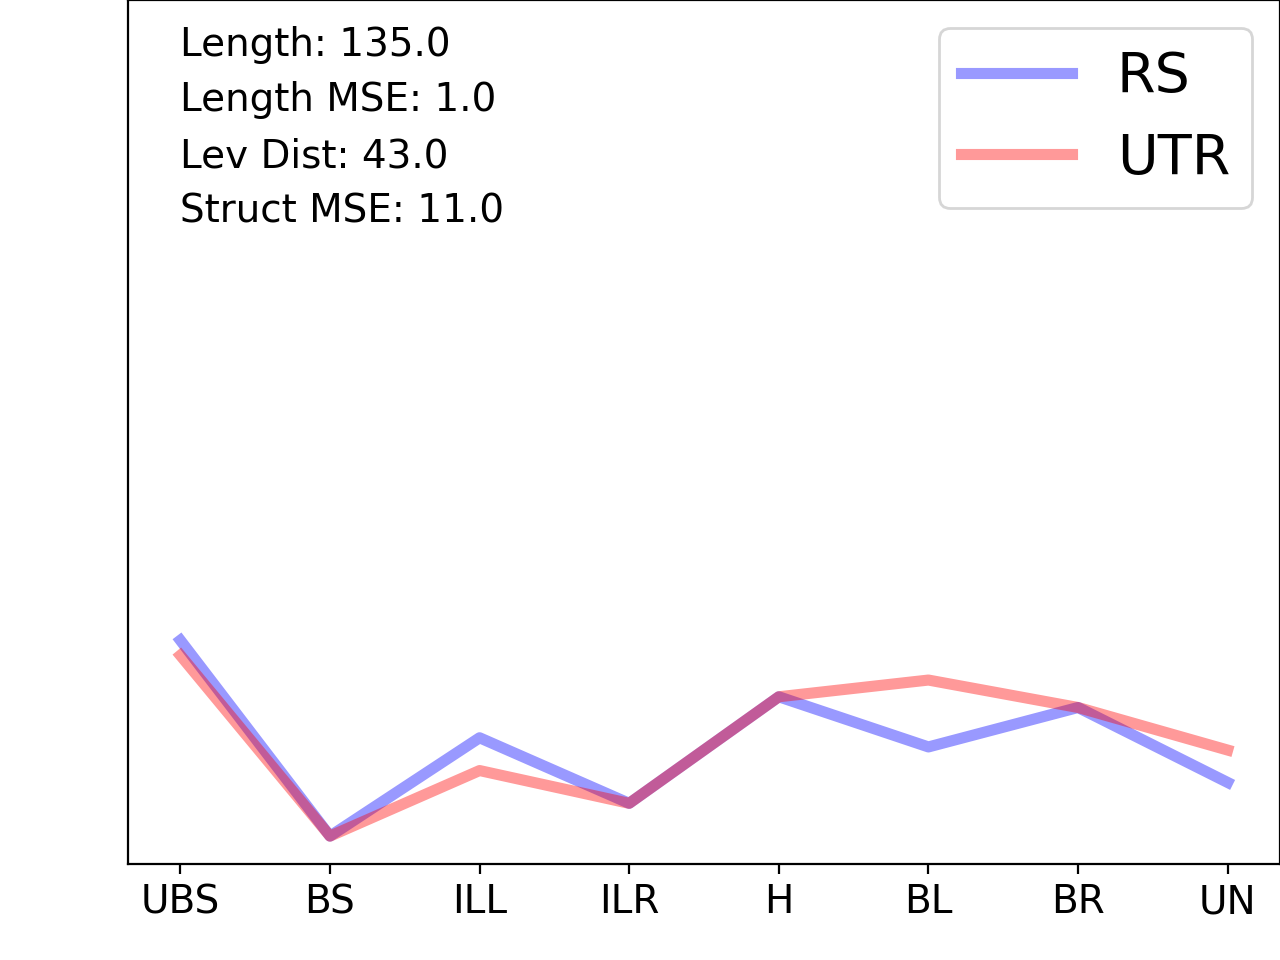 Length: 135.0
Length MSE: 1.0
Lev Dist: 43.0
Struct MSE: 11.0
RS
UTR
UBS BS ILL ILR H BL BR UN